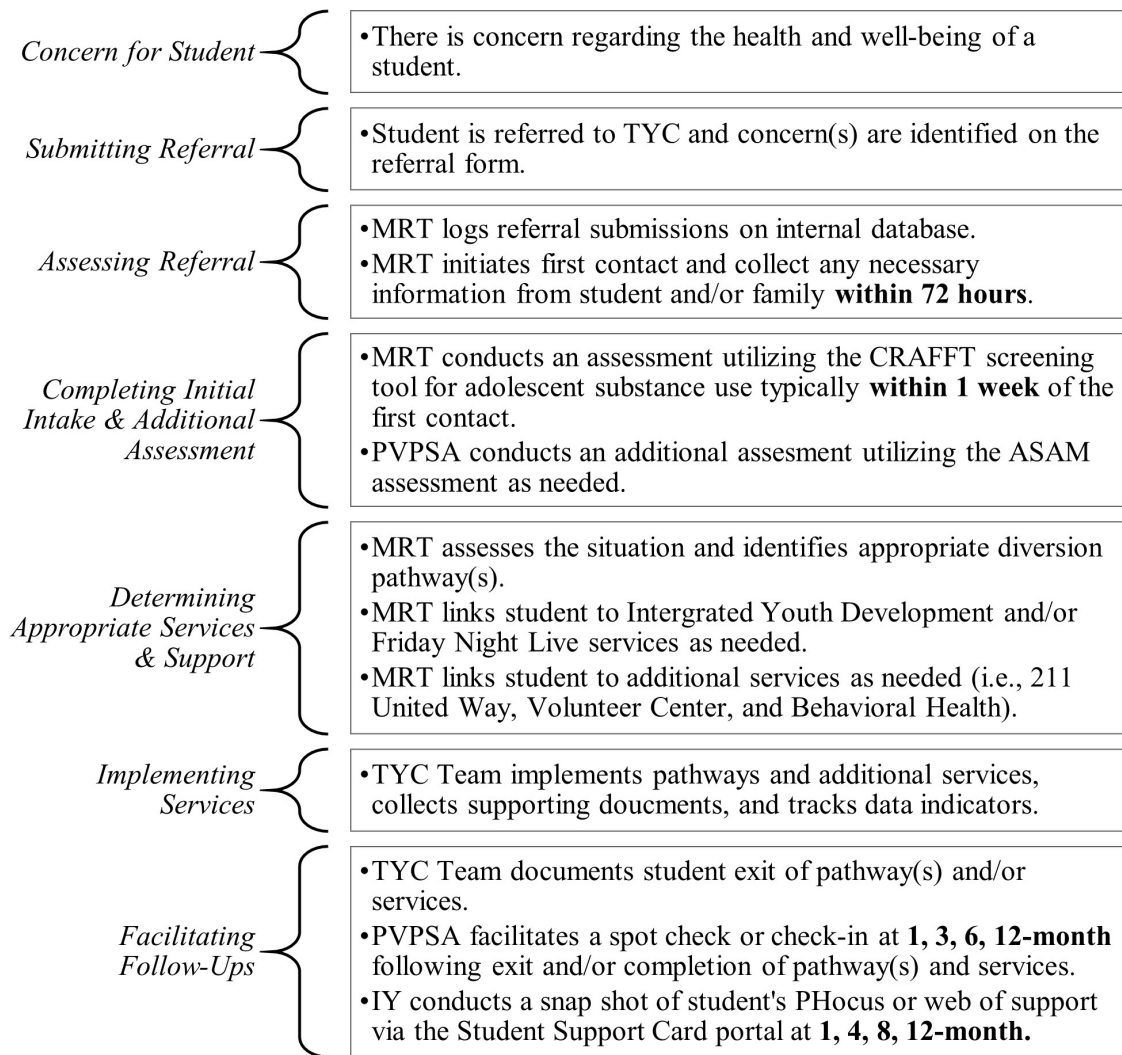 Concern for Student
•There is concern regarding the health and well-being of a
student.
Submitting Referral
•Student is referred to TYC and concern(s) are identified on the
referral form.
Assessing Referral
•MRT logs referral submissions on internal database.
•MRT initiates first contact and collect any necessary
information from student and/or family within 72 hours.
Completing Initial
Intake & Additional
Assessment
•MRT conducts an assessment utilizing the CRAFFT screening
tool for adolescent substance use typically within 1 week of the
first contact.
•PVPSA conducts an additional assesment utilizing the ASAM
assessment as needed.
Determining
Appropriate Services
& Support
•MRT assesses the situation and identifies appropriate diversion
pathway(s).
•MRT links student to Intergrated Youth Development and/or
Friday Night Live services as needed.
•MRT links student to additional services as needed (i.e., 211
United Way, Volunteer Center, and Behavioral Health).
Implementing
Services
•TYC Team implements pathways and additional services,
collects supporting doucments, and tracks data indicators.
Facilitating
Follow-Ups
•TYC Team documents student exit of pathway(s) and/or
services.
•PVPSA facilitates a spot check or check-in at 1, 3, 6, 12-month
following exit and/or completion of pathway(s) and services.
•IY conducts a snap shot of student's PHocus or web of support
via the Student Support Card portal at 1, 4, 8, 12-month.